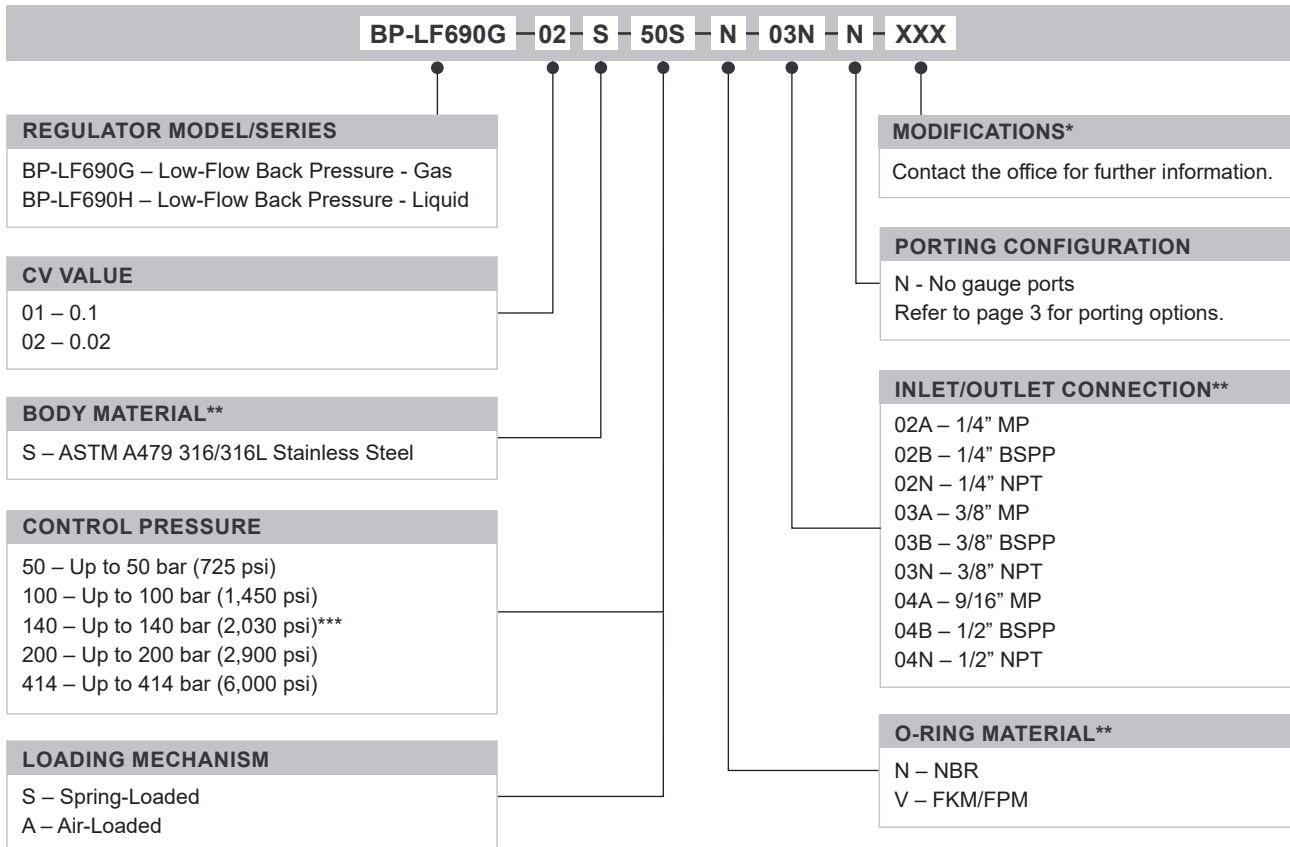 BP-LF690G – 02 – S – 50S – N – 03N – N – XXX
REGULATOR MODEL/SERIES
BP-LF690G – Low-Flow Back Pressure - Gas
BP-LF690H – Low-Flow Back Pressure - Liquid
CV VALUE
01 – 0.1
02 – 0.02
BODY MATERIAL**
S – ASTM A479 316/316L Stainless Steel
CONTROL PRESSURE
50 – Up to 50 bar (725 psi)
100 – Up to 100 bar (1,450 psi)
140 – Up to 140 bar (2,030 psi)***
200 – Up to 200 bar (2,900 psi)
414 – Up to 414 bar (6,000 psi)
LOADING MECHANISM
S – Spring-Loaded
A – Air-Loaded
MODIFICATIONS*
Contact the office for further information.
PORTING CONFIGURATION
N - No gauge ports
Refer to page 3 for porting options.
INLET/OUTLET CONNECTION**
02A – 1/4” MP
02B – 1/4” BSPP
02N – 1/4” NPT
03A – 3/8” MP
03B – 3/8” BSPP
03N – 3/8” NPT
04A – 9/16” MP
04B – 1/2” BSPP
04N – 1/2” NPT
O-RING MATERIAL**
N – NBR
V – FKM/FPM